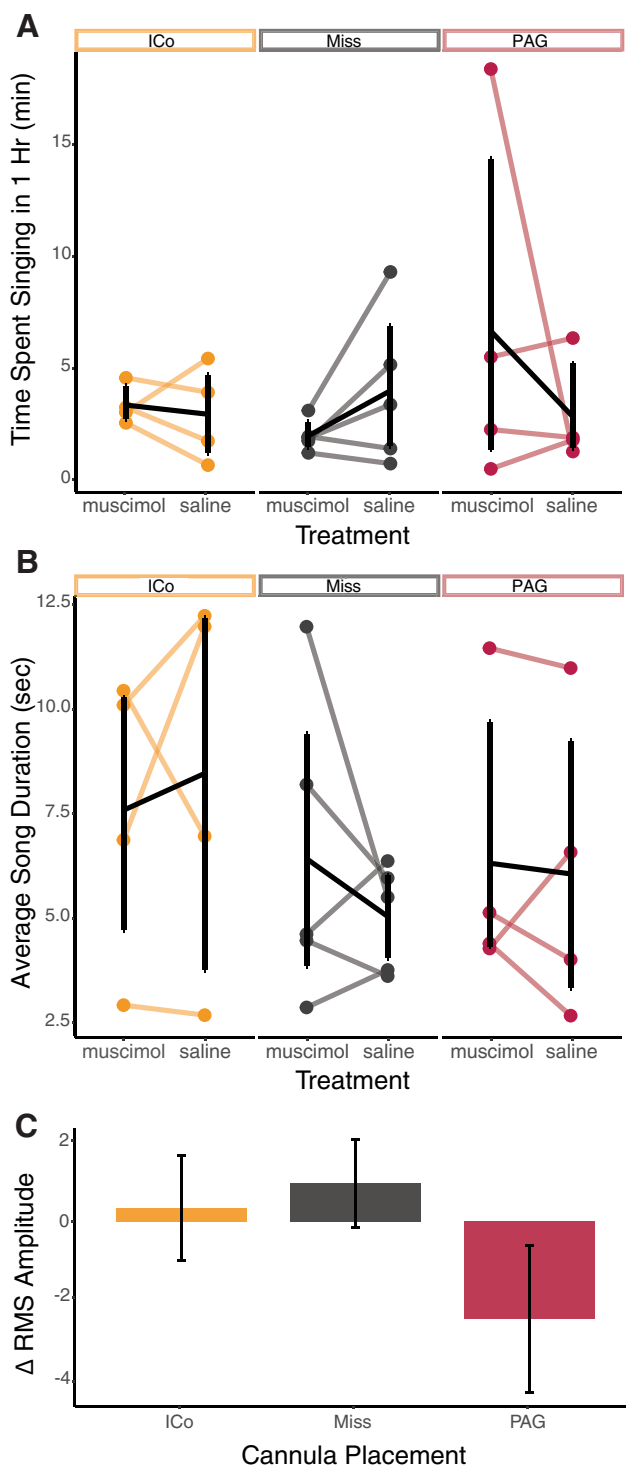 A
ICo Miss PAG
Time Spent Singing in 1 Hr (min)
15
10
5
0
muscimol saline muscimol saline muscimol saline
Treatment
B
ICo Miss PAG
Average Song Duration (sec)
12.5
10.0
7.5
5.0
2.5
muscimol saline muscimol saline muscimol saline
Treatment
C
Δ RMS Amplitude
2
0
-2
-4
ICo Miss PAG
Cannula Placement